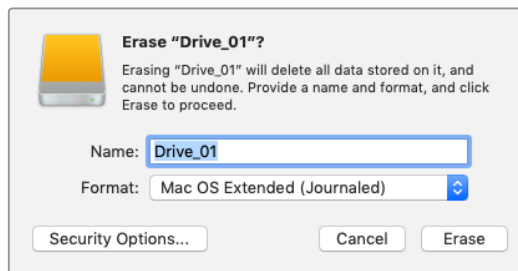 Erase “Drive_01”?
Erasing “Drive_01” will delete all data stored on it, and
cannot be undone. Provide a name and format, and click
Erase to proceed.
Name: Drive_01
Format: Mac OS Extended (Journaled)
Security Options... Cancel Erase